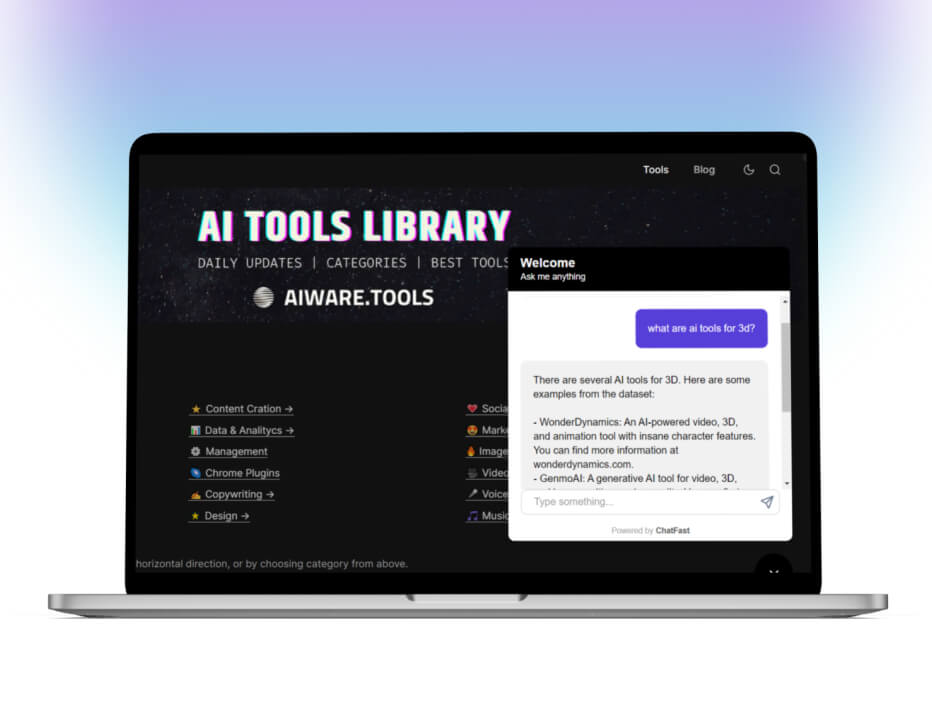 Tools Blog
AI TOOLS LIBRARY
DAILY UPDATES | CATEGORIES | BEST TOOLS
AIWARE.TOOLS
Content Cration →
Data & Analitycs →
Management
Chrome Plugins
Copywriting →
Design →
Socia
Mark
Image
Video
Voice
Music
horizontal direction, or by choosing category from above.
Welcome
Ask me anything
what are ai tools for 3d?
There are several AI tools for 3D. Here are some
examples from the dataset:
- WonderDynamics: An AI-powered video, 3D,
and animation tool with insane character features.
You can find more information at
wonderdynamics.com.
- GenmoAI: A generative AI tool for video, 3D,
Type something...
Powered by ChatFast